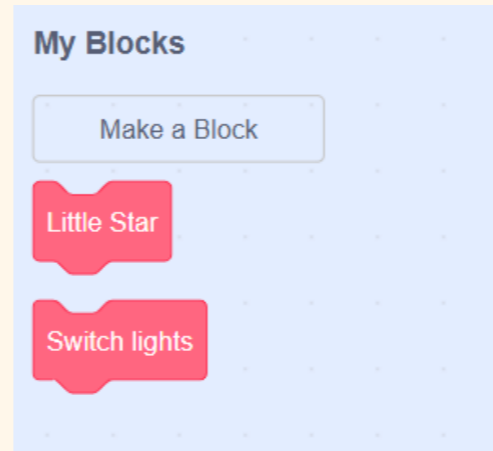 My Blocks
Make a Block
Little Star
Switch lights